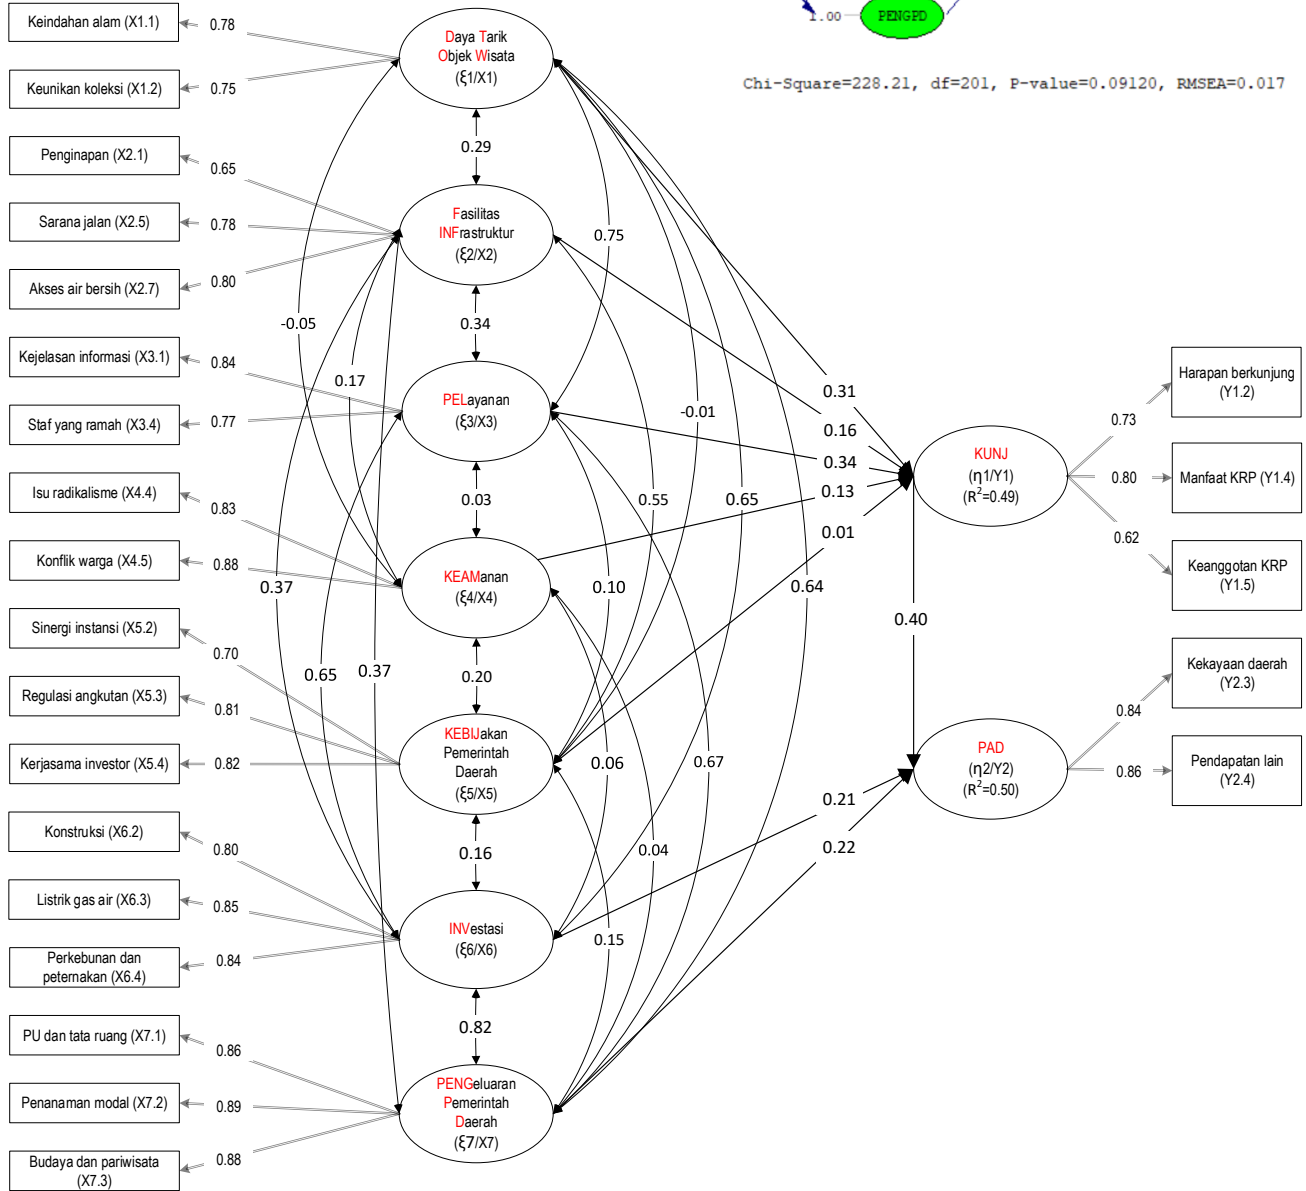 1.00
PENGPD
Chi-Square=228.21, df=201, P-value=0.09120, RMSEA=0.017
Keindahan alam (X1.1)
0.78
Keunikan koleksi (X1.2)
0.75
Penginapan (X2.1)
0.65
Sarana jalan (X2.5)
0.78
Akses air bersih (X2.7)
0.80
Kejelasan informasi (X3.1)
0.84
Staf yang ramah (X3.4)
0.77
Isu radikalisme (X4.4)
0.83
Konflik warga (X4.5)
0.88
Sinergi instansi (X5.2)
0.70
Regulasi angkutan (X5.3)
0.81
Kerjasama investor (X5.4)
0.82
Konstruksi (X6.2)
0.80
Listrik gas air (X6.3)
0.85
Perkebunan dan
peternakan (X6.4)
0.84
PU dan tata ruang (X7.1)
0.86
Penanaman modal (X7.2)
0.89
Budaya dan pariwisata
(X7.3)
0.88
Daya Tarik
Objek Wisata
(ξ1/X1)
0.29
Fasilitas
INFrastruktur
(ξ2/X2)
0.34
PELayanan
(ξ3/X3)
0.03
KEAManan
(ξ4/X4)
0.20
KEBIJakan
Pemerintah
Daerah
(ξ5/X5)
0.16
INVestasi
(ξ6/X6)
0.82
PENGeluaran
Pemerintah
Daerah
(ξ7/X7)
-0.05
0.17
0.37
0.65
0.37
0.75
-0.01
0.55
0.65
0.10
0.64
0.06
0.67
0.04
0.15
0.31
0.16
0.34
0.13
0.01
0.40
0.21
0.22
KUNJ
(η1/Y1)
(R²=0.49)
PAD
(η2/Y2)
(R²=0.50)
0.73
Harapan berkunjung
(Y1.2)
0.80
Manfaat KRP (Y1.4)
0.62
Keanggotan KRP
(Y1.5)
0.84
Kekayaan daerah
(Y2.3)
0.86
Pendapatan lain
(Y2.4)